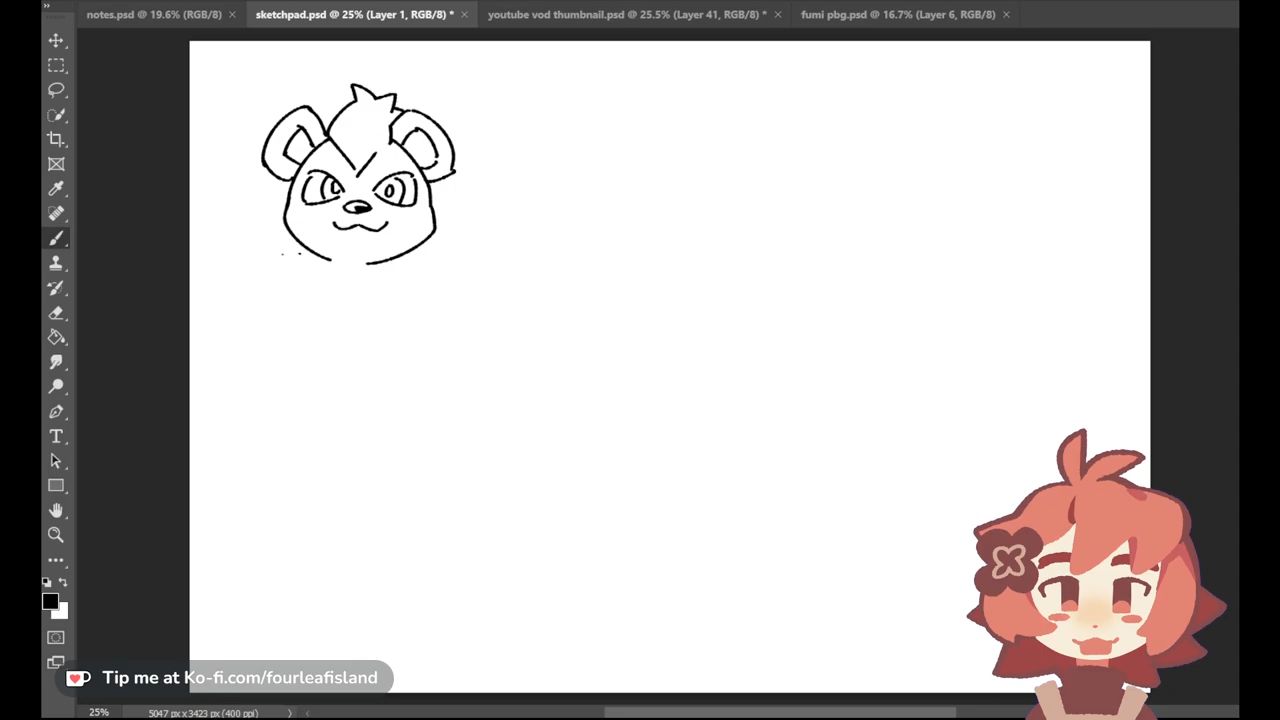 notes.psd @ 19.6% (RGB/8)
sketchpad.psd @ 25% (Layer 1, RGB/8) *
youtube vod thumbnail.psd @ 25.5% (Layer 41, RGB/8) *
fumi pbg.psd @ 16.7% (Layer 6, RGB/8)
Tip me at Ko-fi.com/fourleafisland
25%
5047 px x 3423 px (400 ppi)